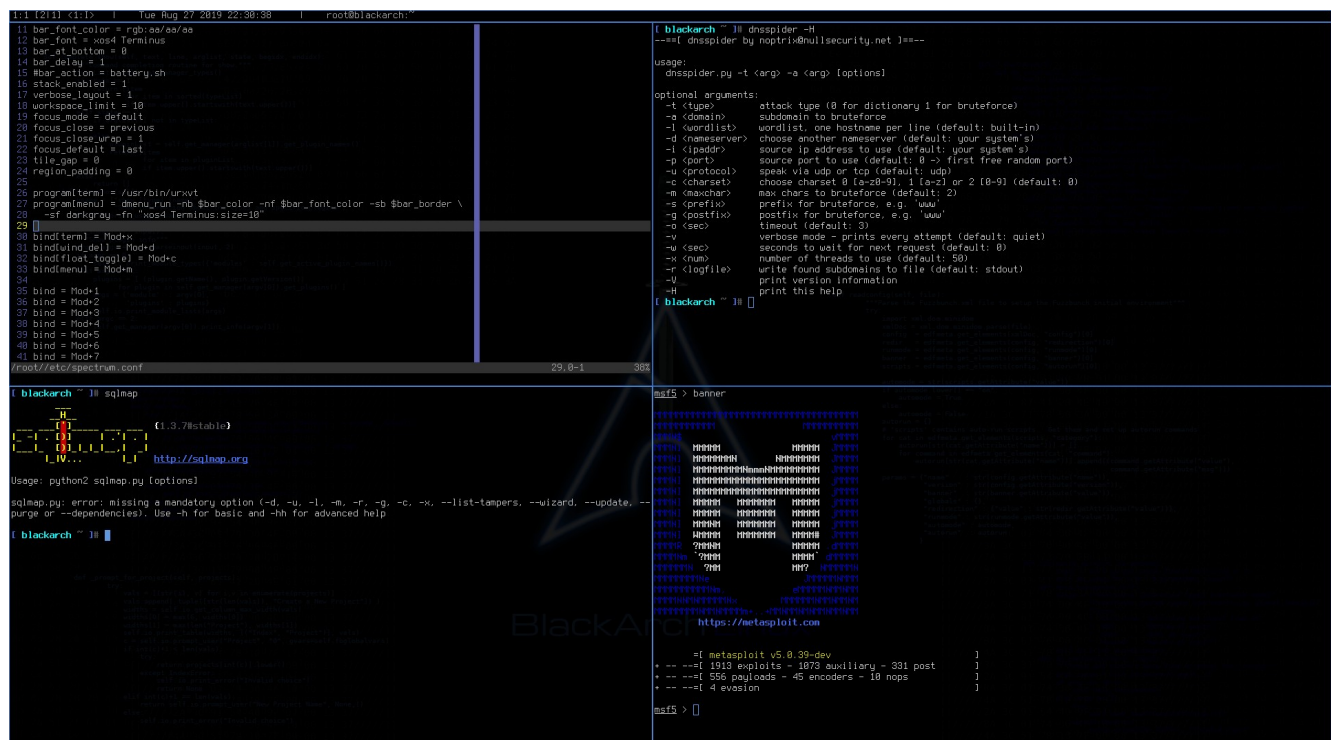 1:1 [2|1] <1:1>   |   Tue Aug 27 2019 22:30:38   |   root@blackarch:~
11 bar_font_color = rgb:aa/aa/aa
12 bar_font = xos4 Terminus
13 bar_at_bottom = 0
14 bar_delay = 1
15 #bar_action = battery.sh
16 stack_enabled = 1
17 verbose_layout = 1
18 workspace_limit = 10
19 focus_mode = default
20 focus_close = previous
21 focus_close_wrap = 1
22 focus_default = last
23 tile_gap = 0
24 region_padding = 0
25
26 program[term] = /usr/bin/urxvt
27 program[menu] = dmenu_run -nb $bar_color -nf $bar_font_color -sb $bar_border \
28   -sf darkgray -fn "xos4 Terminus:size=10"
29
30 bind[term] = Mod+x
31 bind[wind_del] = Mod+d
32 bind[float_toggle] = Mod+c
33 bind[menu] = Mod+m
34
35 bind = Mod+1
36 bind = Mod+2
37 bind = Mod+3
38 bind = Mod+4
39 bind = Mod+5
40 bind = Mod+6
41 bind = Mod+7
/root//etc/spectrwm.conf 29,0-1 38%
[ blackarch ~ ]# dnsspider -H
--==[ dnsspider by noptrix@nullsecurity.net ]==--
usage:
dnsspider.py -t <arg> -a <arg> [options]
optional arguments:
-t <type> attack type (0 for dictionary 1 for bruteforce)
-a <domain> subdomain to bruteforce
-l <wordlist> wordlist, one hostname per line (default: built-in)
-d <nameserver> choose another nameserver (default: your system's)
-i <ipaddr> source ip address to use (default: your system's)
-p <port> source port to use (default: 0 -> first free random port)
-u <protocol> speak via udp or tcp (default: udp)
-c <charset> choose charset 0 [a-z0-9], 1 [a-z] or 2 [0-9] (default: 0)
-m <maxchar> max chars to bruteforce (default: 2)
-s <prefix> prefix for bruteforce, e.g. 'www'
-g <postfix> postfix for bruteforce, e.g. 'www'
-o <sec> timeout (default: 3)
-v verbose mode - prints every attempt (default: quiet)
-w <sec> seconds to wait for next request (default: 0)
-x <num> number of threads to use (default: 50)
-r <logfile> write found subdomains to file (default: stdout)
-V print version information
-H print this help
[ blackarch ~ ]#
[ blackarch ~ ]# sqlmap
{1.3.7#stable}
http://sqlmap.org
Usage: python2 sqlmap.py [options]
sqlmap.py: error: missing a mandatory option (-d, -u, -l, -m, -r, -g, -c, -x, --list-tampers, --wizard, --update, --
purge or --dependencies). Use -h for basic and -hh for advanced help
[ blackarch ~ ]#
msf5 > banner
https://metasploit.com
=[ metasploit v5.0.39-dev ]
+ -- --=[ 1913 exploits - 1073 auxiliary - 331 post ]
+ -- --=[ 556 payloads - 45 encoders - 10 nops ]
+ -- --=[ 4 evasion ]
msf5 >
BlackArch